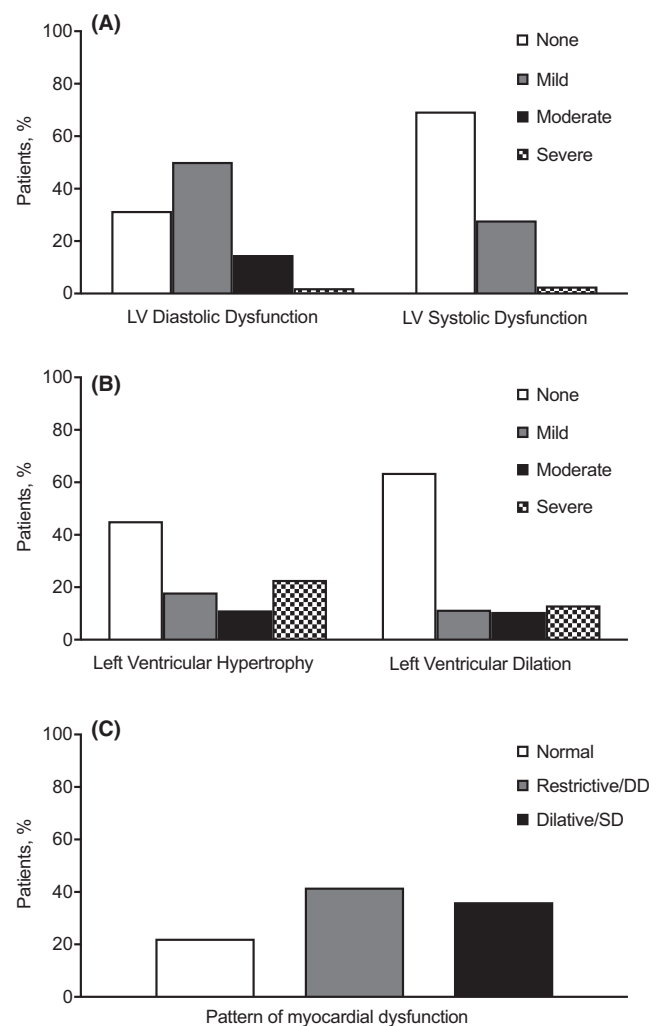 (A)
100
80
60
40
20
0
Patients, %
None
Mild
Moderate
Severe
LV Diastolic Dysfunction
LV Systolic Dysfunction
(B)
100
80
60
40
20
0
Patients, %
None
Mild
Moderate
Severe
Left Ventricular Hypertrophy
Left Ventricular Dilation
(C)
100
80
60
40
20
0
Patients, %
Normal
Restrictive/DD
Dilative/SD
Pattern of myocardial dysfunction